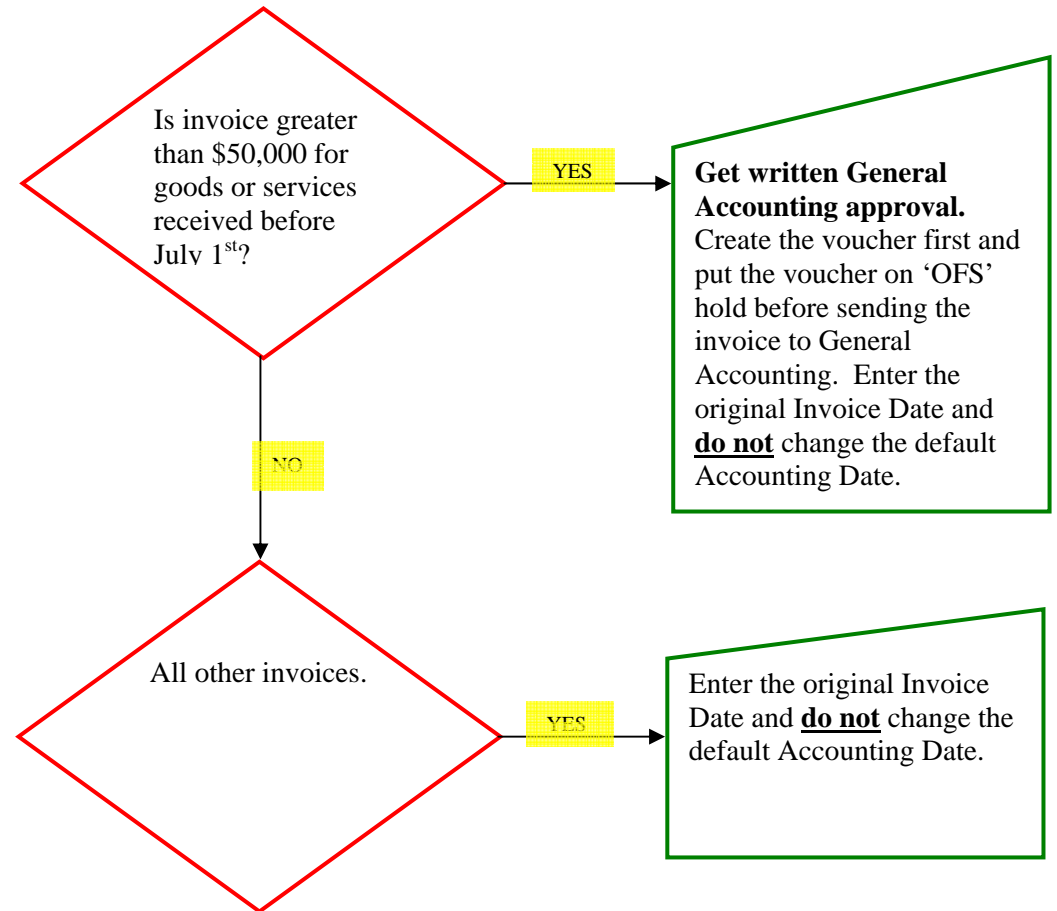 Is invoice greater
than $50,000 for
goods or services
received before
July 1st?
YES
Get written General
Accounting approval.
Create the voucher first and
put the voucher on ‘OFS’
hold before sending the
invoice to General
Accounting. Enter the
original Invoice Date and
do not change the default
Accounting Date.
NO
All other invoices.
YES
Enter the original Invoice
Date and do not change the
default Accounting Date.